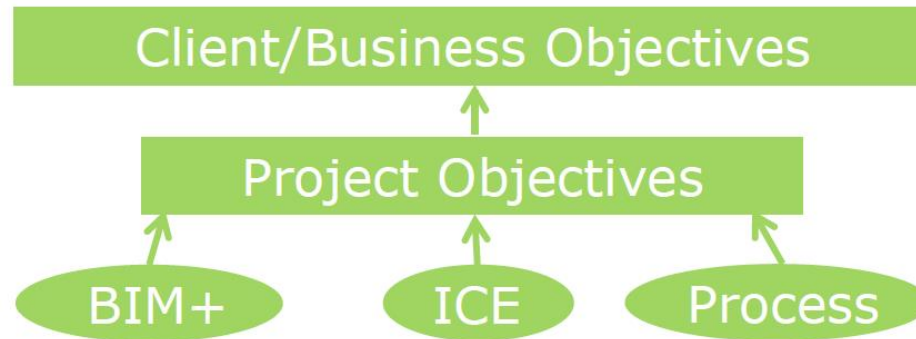 Client/Business Objectives
Project Objectives
BIM+
ICE
Process